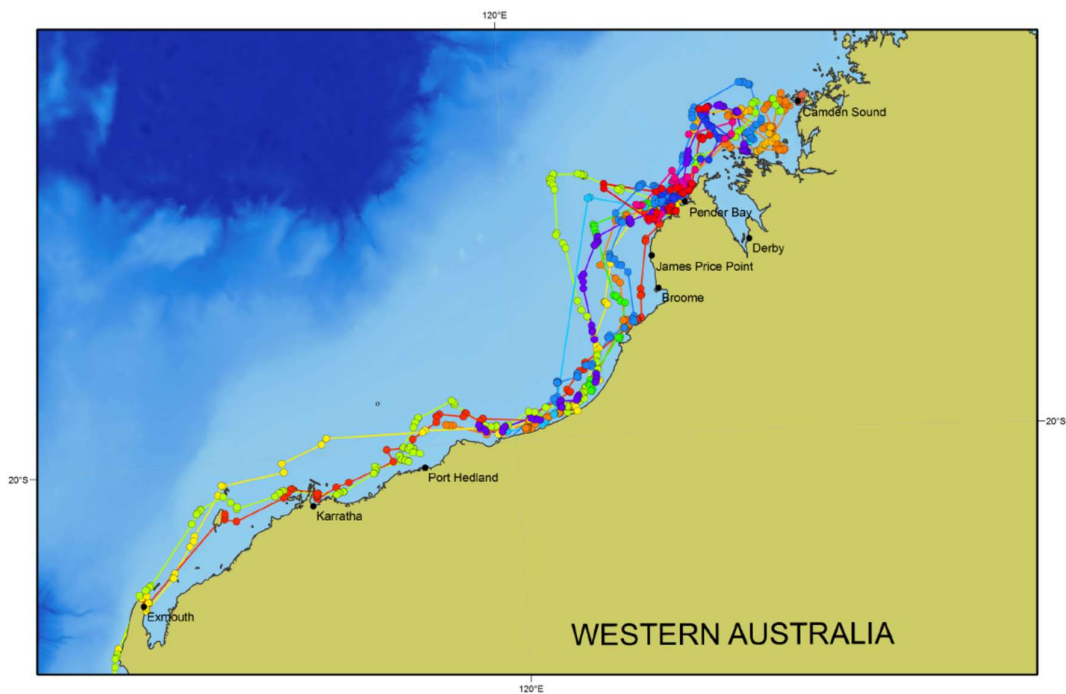 120°E
Camden Sound
Pender Bay
Derby
James Price Point
Broome
20°S
Port Hedland
20°S
Karratha
Exmouth
WESTERN AUSTRALIA
120°E